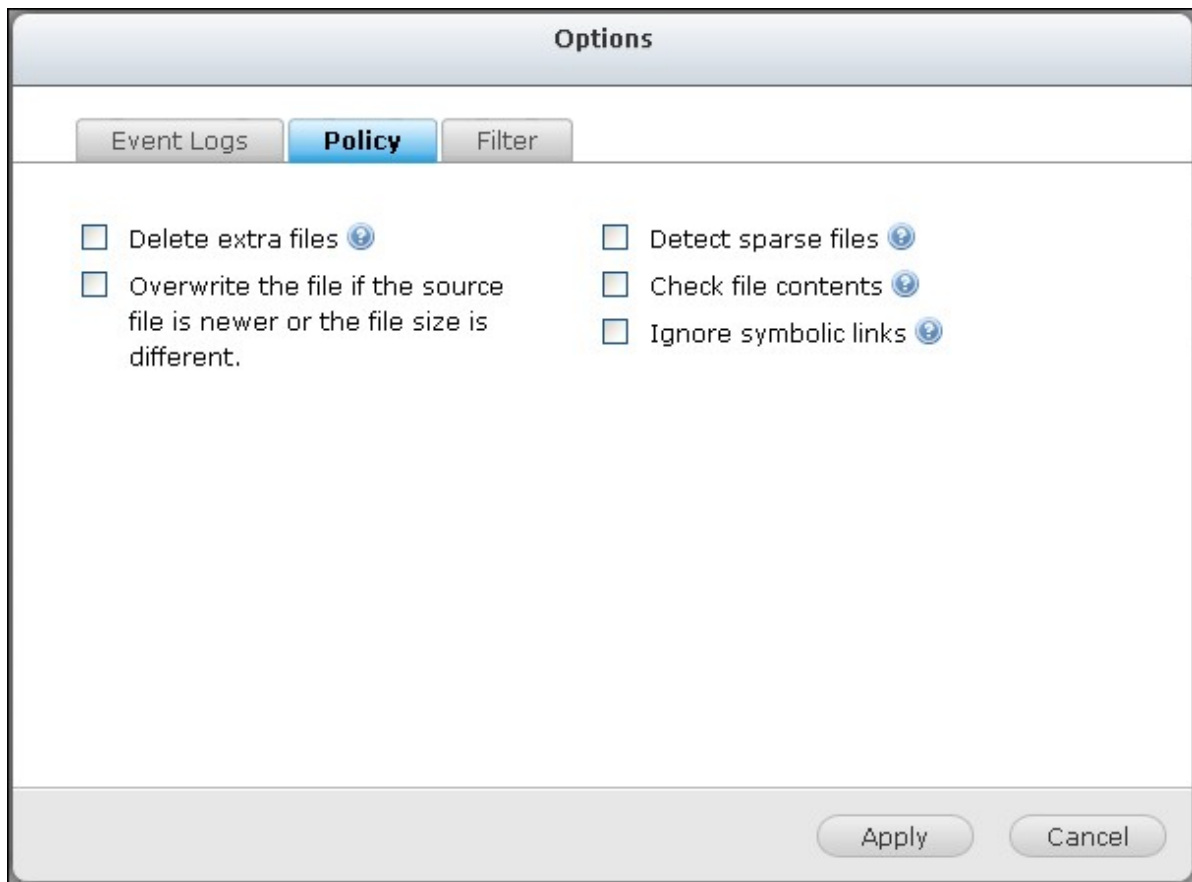 Options
Event Logs
Policy
Filter
Delete extra files
Overwrite the file if the source
file is newer or the file size is
different.
Detect sparse files
Check file contents
Ignore symbolic links
Apply
Cancel